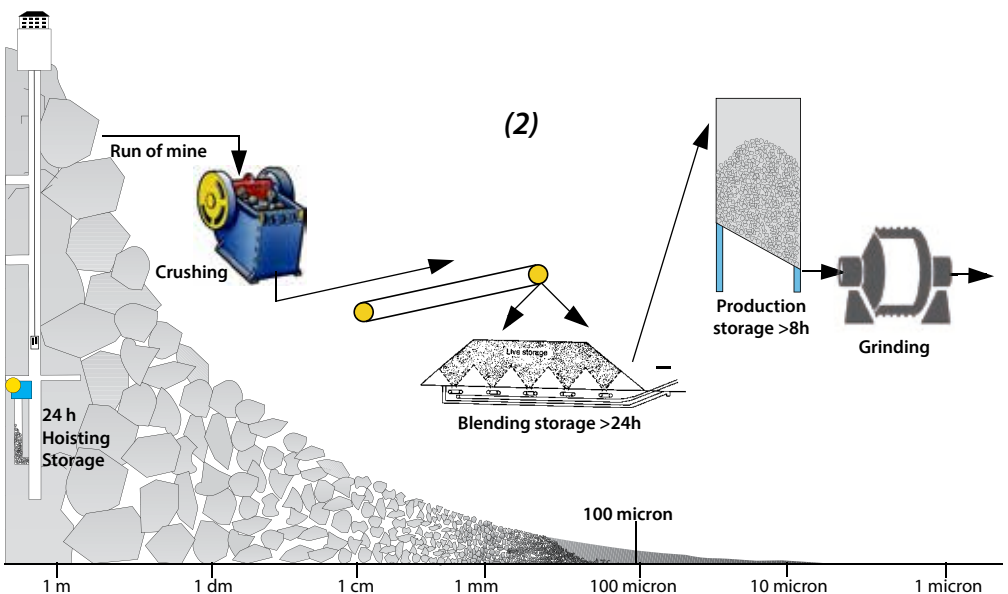 (2)
Run of mine
Crushing
Live storage
Production
storage >8h
Grinding
Blending storage >24h
24 h
Hoisting
Storage
100 micron
1 m
1 dm
1 cm
1 mm
100 micron
10 micron
1 micron